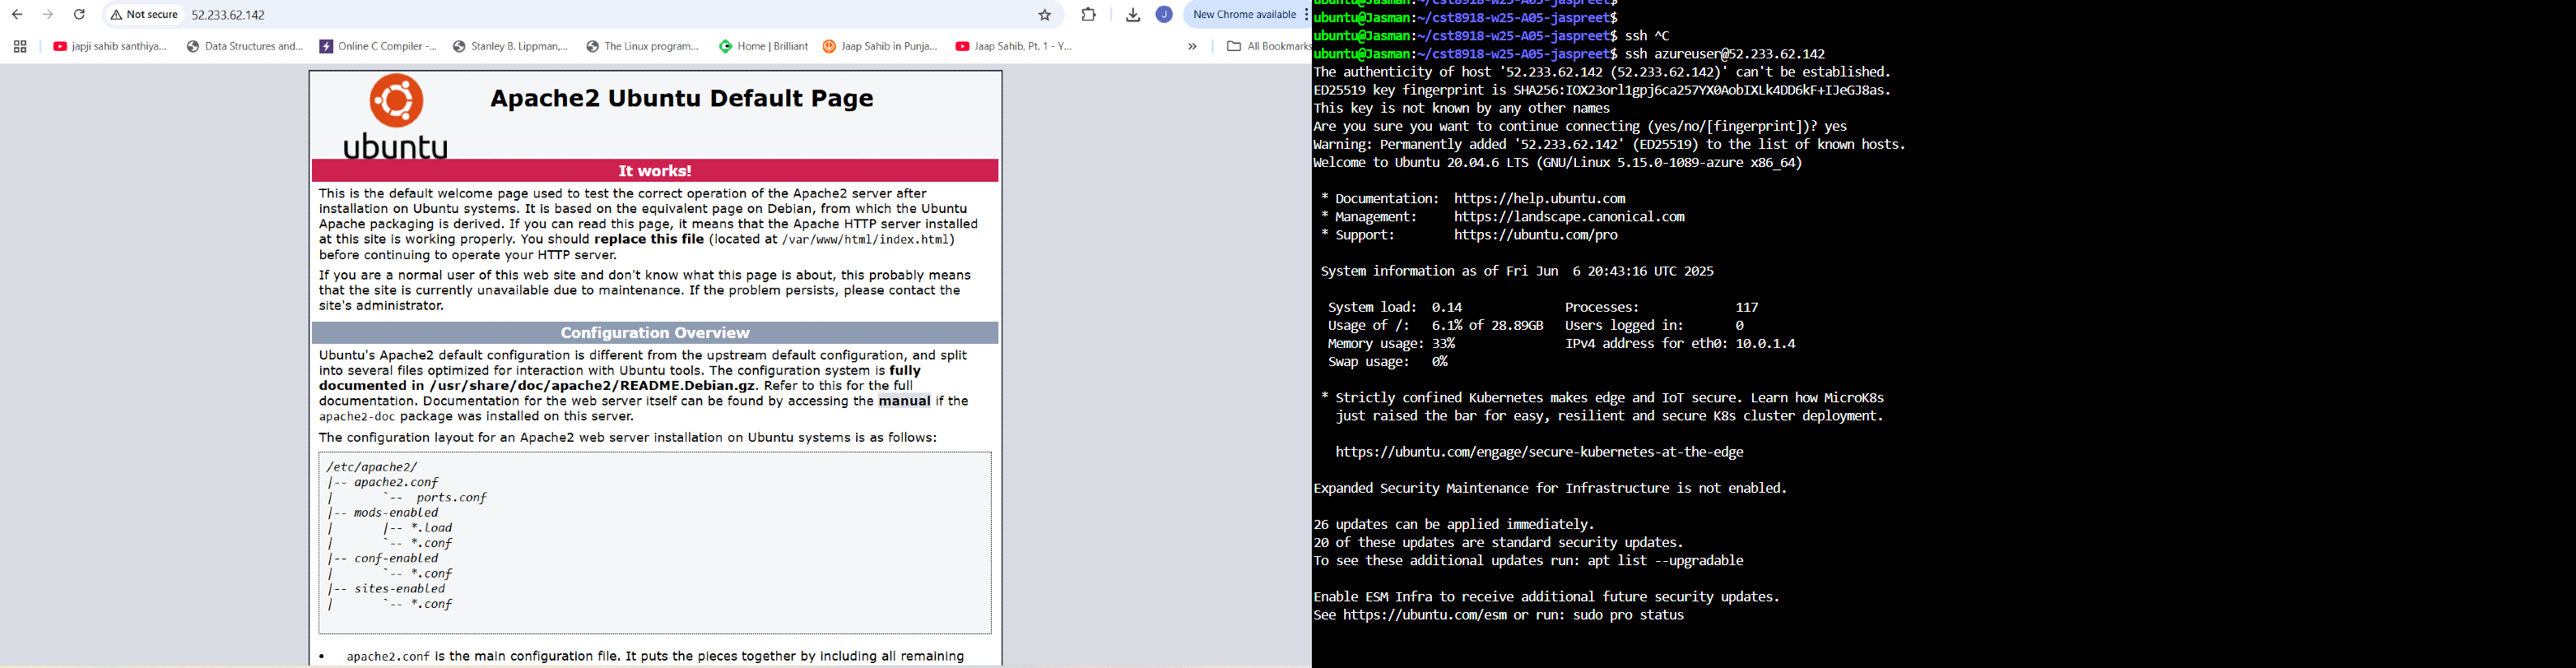 Not secure 52.233.62.142
J
New Chrome available
japji sahib santhiya...
Data Structures and...
Online C Compiler -...
Stanley B. Lippman,...
The Linux program...
Home | Brilliant
Jaap Sahib in Punja...
Jaap Sahib, Pt. 1 - Y...
»
All Bookmarks
ubuntu
Apache2 Ubuntu Default Page
It works!
This is the default welcome page used to test the correct operation of the Apache2 server after
installation on Ubuntu systems. It is based on the equivalent page on Debian, from which the Ubuntu
Apache packaging is derived. If you can read this page, it means that the Apache HTTP server installed
at this site is working properly. You should replace this file (located at /var/www/html/index.html)
before continuing to operate your HTTP server.
If you are a normal user of this web site and don't know what this page is about, this probably means
that the site is currently unavailable due to maintenance. If the problem persists, please contact the
site's administrator.
Configuration Overview
Ubuntu's Apache2 default configuration is different from the upstream default configuration, and split
into several files optimized for interaction with Ubuntu tools. The configuration system is fully
documented in /usr/share/doc/apache2/README.Debian.gz. Refer to this for the full
documentation. Documentation for the web server itself can be found by accessing the manual if the
apache2-doc package was installed on this server.
The configuration layout for an Apache2 web server installation on Ubuntu systems is as follows:
/etc/apache2/
|-- apache2.conf
|       `--  ports.conf
|-- mods-enabled
|       |-- *.load
|       `-- *.conf
|-- conf-enabled
|       `-- *.conf
|-- sites-enabled
|       `-- *.conf
• apache2.conf is the main configuration file. It puts the pieces together by including all remaining
ubuntu@Jasman:~/cst8918-w25-A05-jaspreet$
ubuntu@Jasman:~/cst8918-w25-A05-jaspreet$
ubuntu@Jasman:~/cst8918-w25-A05-jaspreet$ ssh ^C
ubuntu@Jasman:~/cst8918-w25-A05-jaspreet$ ssh azureuser@52.233.62.142
The authenticity of host '52.233.62.142 (52.233.62.142)' can't be established.
ED25519 key fingerprint is SHA256:IOX23orl1gpj6ca257YX0AobIXLk4DD6kF+IJeGJ8as.
This key is not known by any other names
Are you sure you want to continue connecting (yes/no/[fingerprint])? yes
Warning: Permanently added '52.233.62.142' (ED25519) to the list of known hosts.
Welcome to Ubuntu 20.04.6 LTS (GNU/Linux 5.15.0-1089-azure x86_64)
* Documentation:  https://help.ubuntu.com
* Management:     https://landscape.canonical.com
* Support:        https://ubuntu.com/pro
System information as of Fri Jun  6 20:43:16 UTC 2025
System load:  0.14              Processes:             117
Usage of /:   6.1% of 28.89GB   Users logged in:       0
Memory usage: 33%               IPv4 address for eth0: 10.0.1.4
Swap usage:   0%
* Strictly confined Kubernetes makes edge and IoT secure. Learn how MicroK8s
just raised the bar for easy, resilient and secure K8s cluster deployment.
https://ubuntu.com/engage/secure-kubernetes-at-the-edge
Expanded Security Maintenance for Infrastructure is not enabled.
26 updates can be applied immediately.
20 of these updates are standard security updates.
To see these additional updates run: apt list --upgradable
Enable ESM Infra to receive additional future security updates.
See https://ubuntu.com/esm or run: sudo pro status